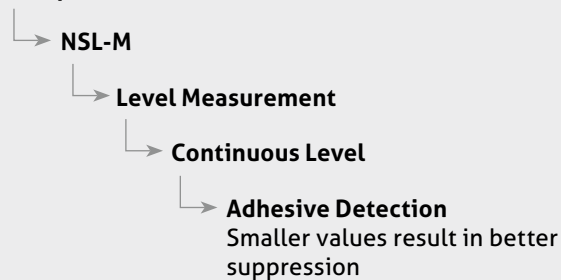 NSL-M
Level Measurement
Continuous Level
Adhesive Detection
Smaller values result in better
suppression